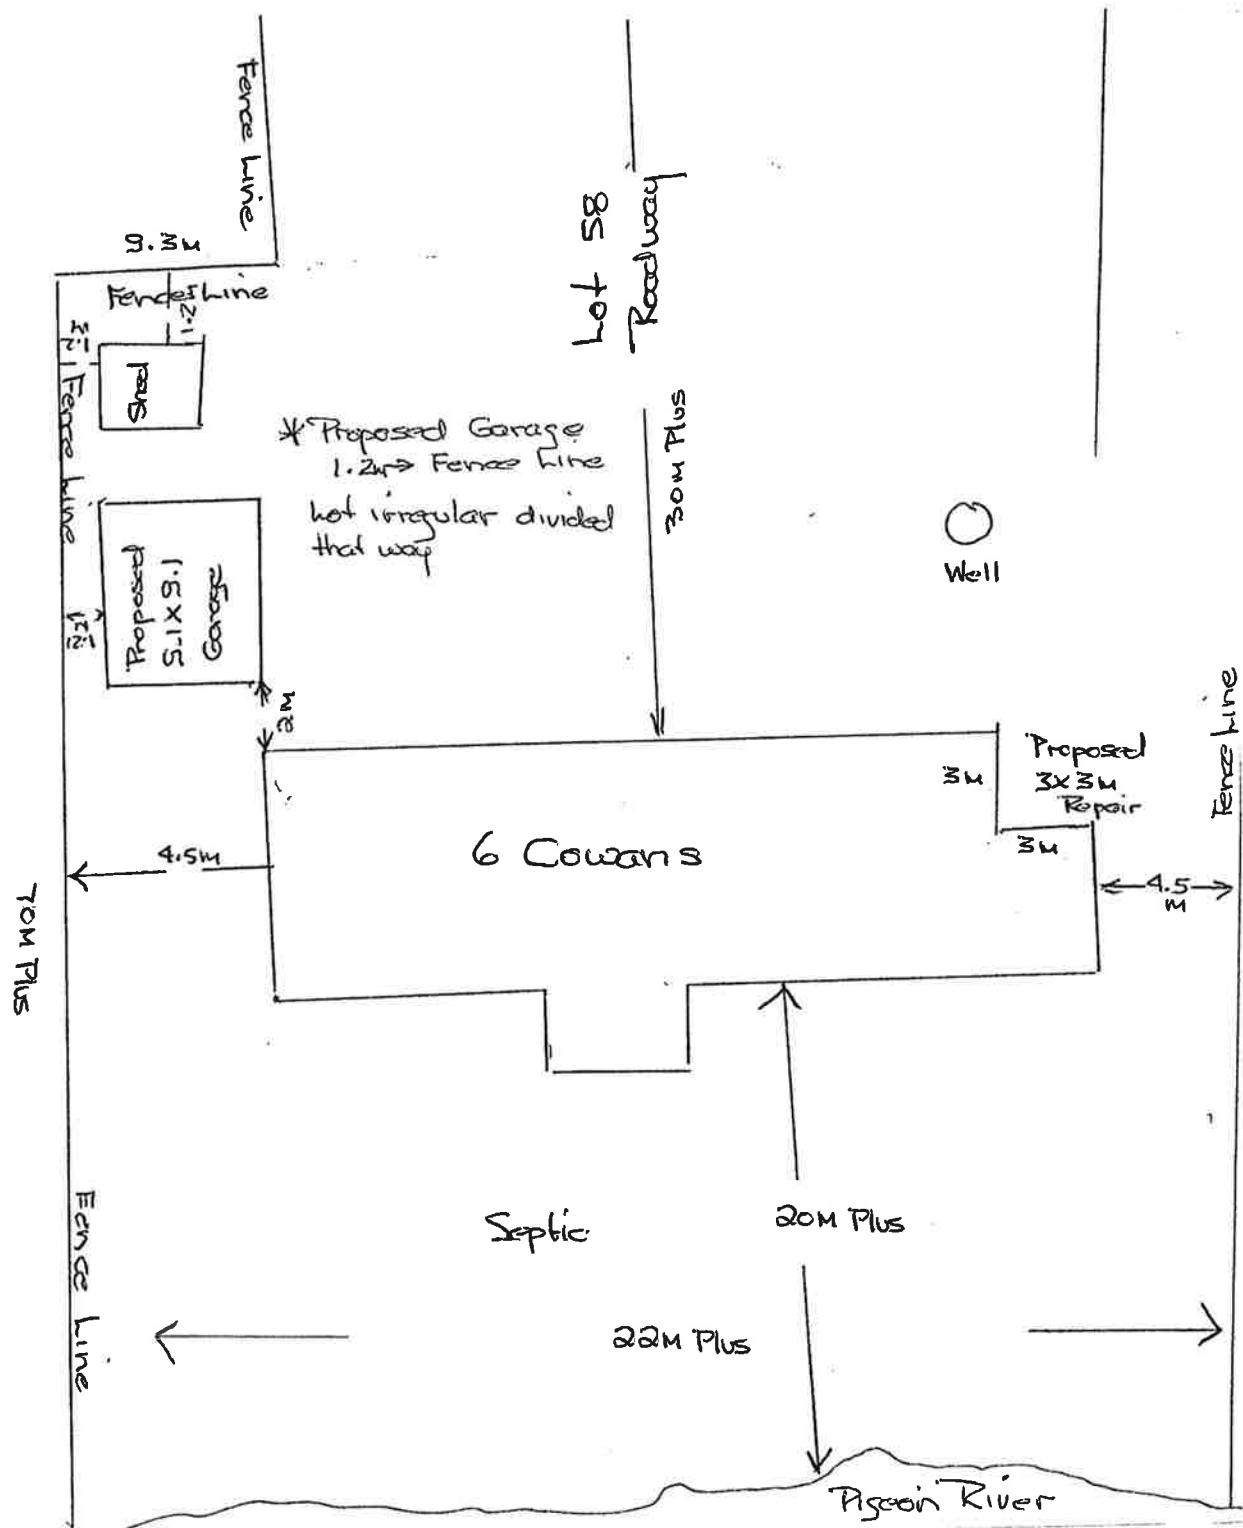 Fence Line
Lot 58
Roadway
9.3M
Fence Line
1.2
1.2M
Shed
Fence Line
* Proposed Garage
1.2M → Fence Line
Lot irregular divided
that way
30M Plus
Well
Proposed
5.1 X 9.1
Garage
1.2M
2M
Fence Line
Proposed
3X3M
Repair
3M
3M
6 Cowans
4.5M
4.5
M
70M Plus
Septic
20M Plus
22M Plus
Fence Line
Pigeon River